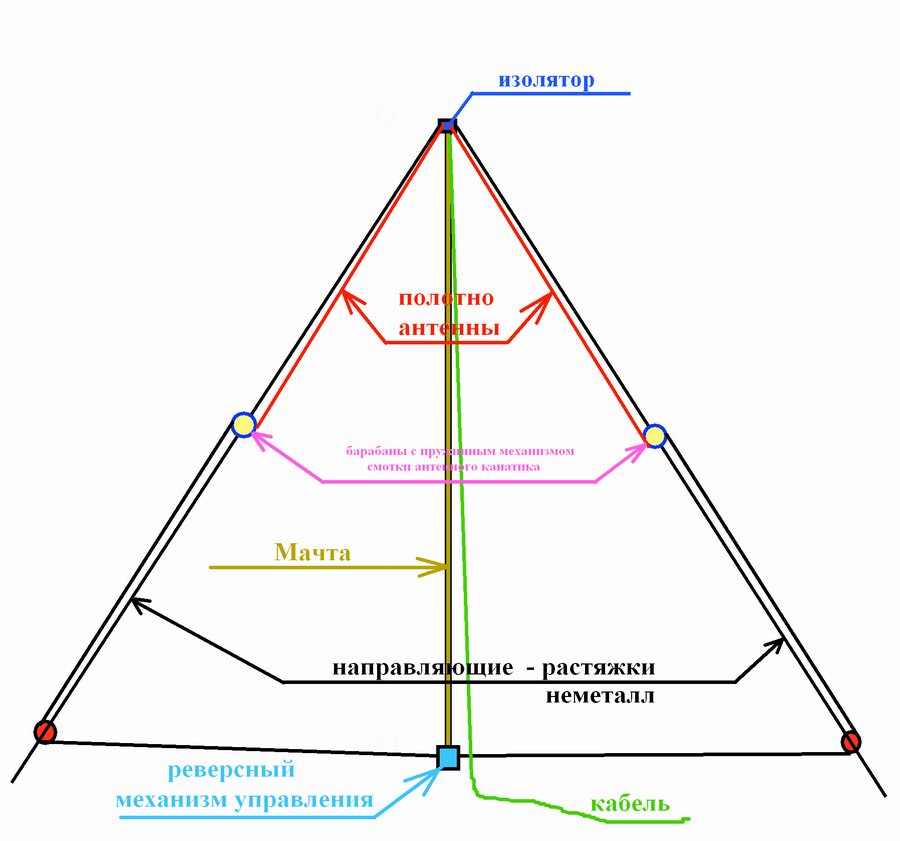 изолятор
полотно
антенны
барабаны с пружинным механизмом
смотки антенного канатика
Мачта
направляющие - растяжки
неметалл
реверсный
механизм управления
кабель